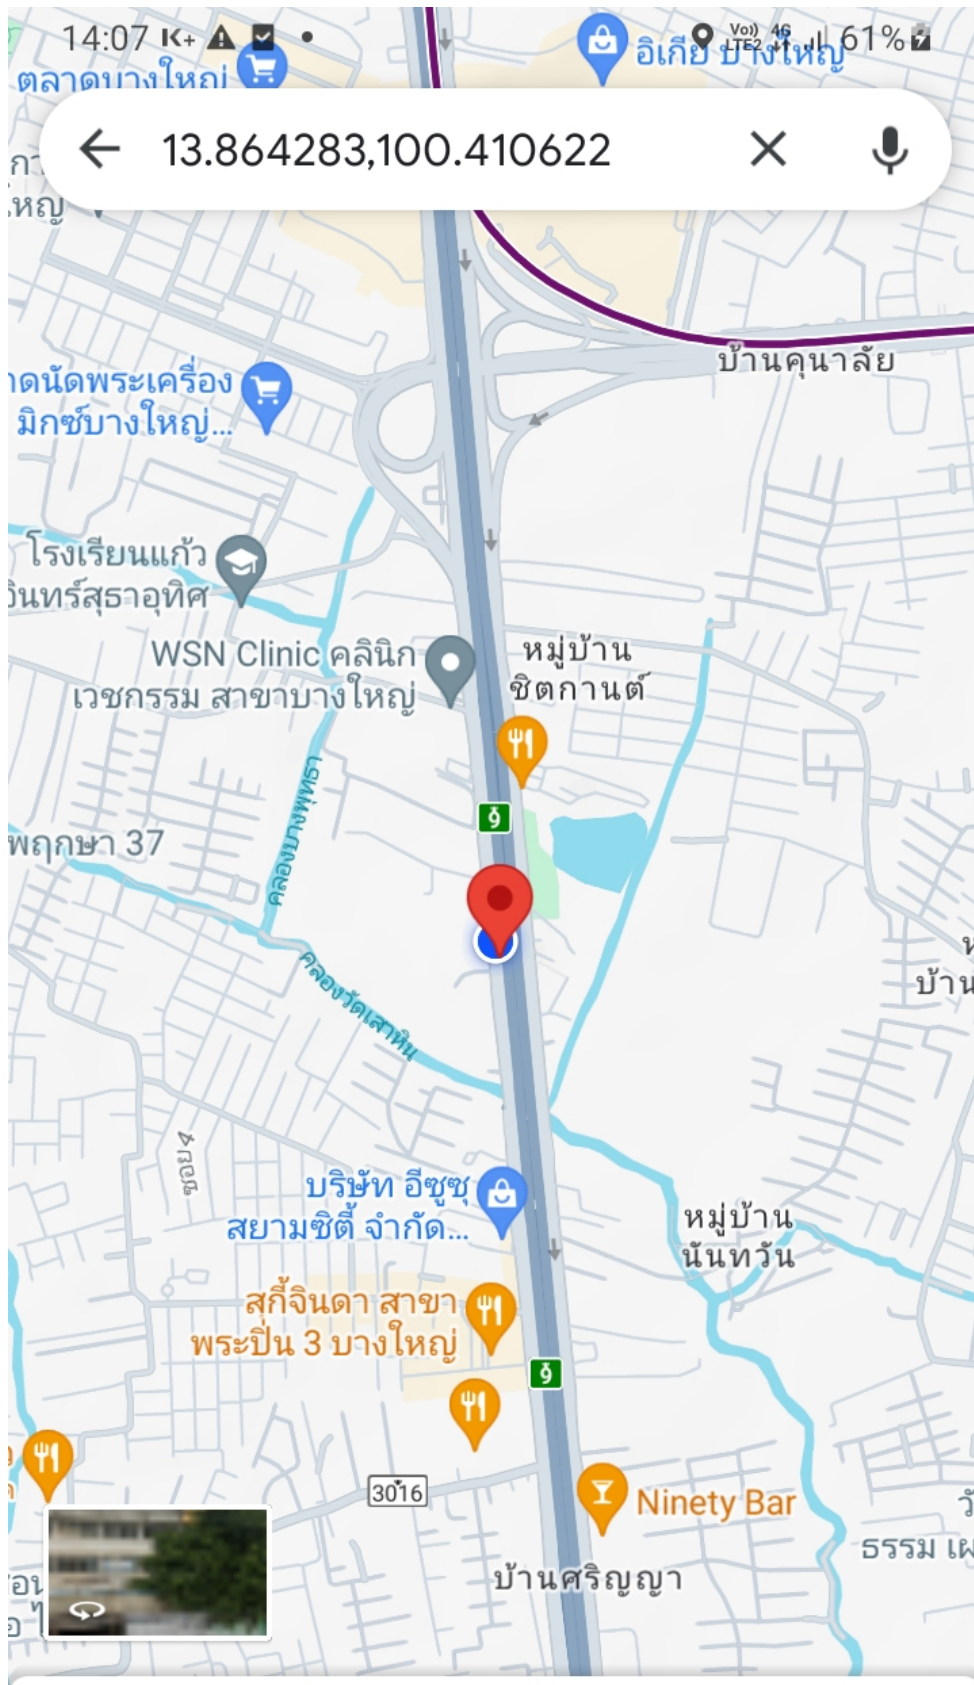 14:07 K+ Vo)) LTE2 4G 61%
ตลาดบางใหญ่
อิเกีย บางใหญ่
13.864283,100.410622
บ้านคุนาลัย
าดนัดพระเครื่อง
มิกซ์บางใหญ่...
โรงเรียนแก้ว
อินทร์สุธาอุทิศ
WSN Clinic คลินิก
เวชกรรม สาขาบางใหญ่
หมู่บ้าน
ชิตกานต์
9
คลองบางพุทธา
พฤกษา 37
คลองวัดเสาหิน
บ้าน
ซอย 4
บริษัท อีซูซุ
สยามซิตี้ จำกัด...
หมู่บ้าน
นันทวัน
สกี้จินดา สาขา
พระปิ่น 3 บางใหญ่
9
3016
Ninety Bar
ธรรม เผ
บ้านศริญญา